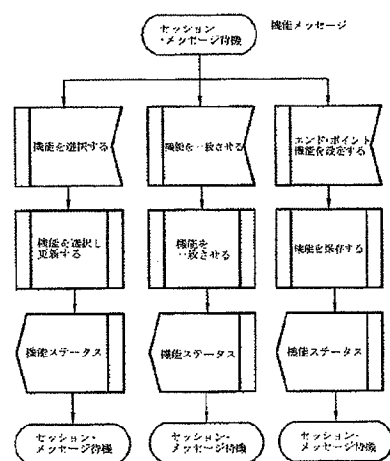 セッション
・メッセージ待機
機能メッセージ
機能を選択する
機能を一致させる
エンド・ポイント
機能を設定する
機能を選択し
更新する
機能を
一致させる
機能を保存する
機能ステータス
機能ステータス
機能ステータス
セッション・
メッセージ待機
セッション・
メッセージ待機
セッション・
メッセージ待機